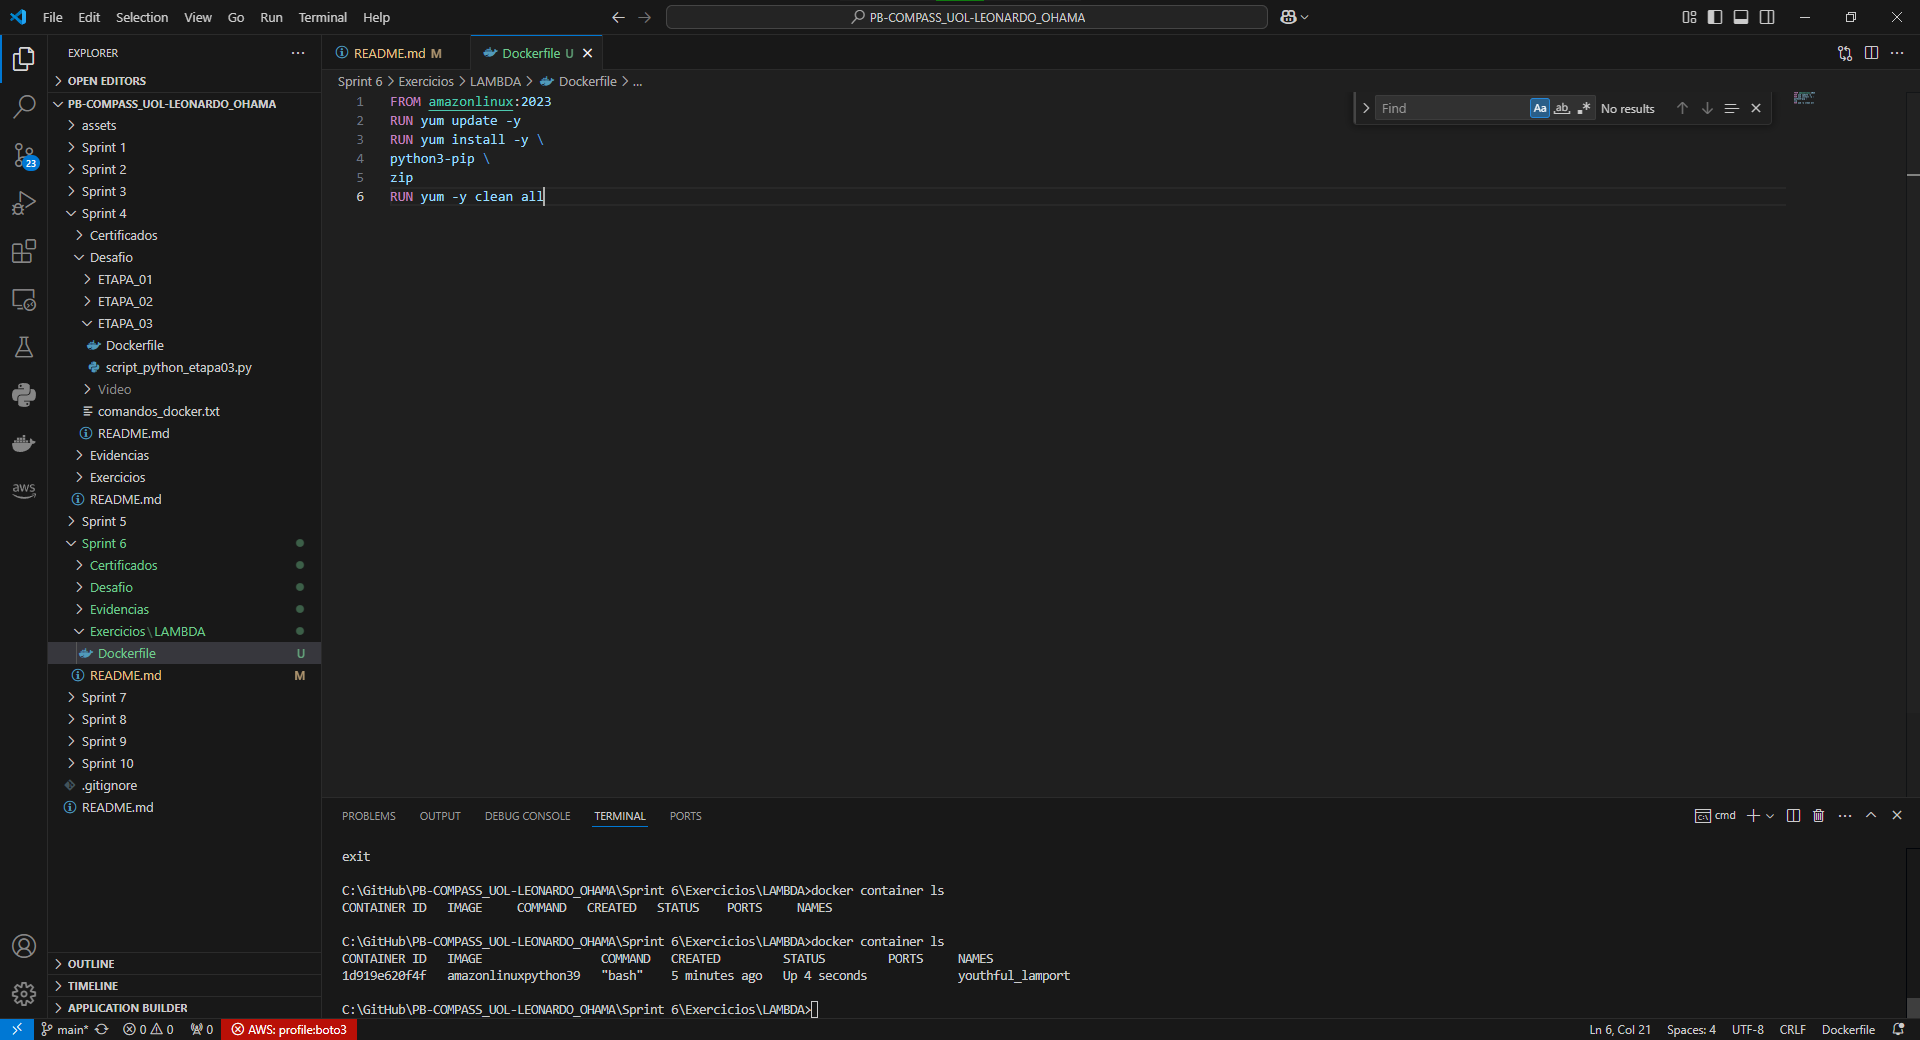 File Edit Selection View Go Run Terminal Help
PB-COMPASS_UOL-LEONARDO_OHAMA
EXPLORER
OPEN EDITORS
PB-COMPASS_UOL-LEONARDO_OHAMA
assets
Sprint 1
Sprint 2
23
Sprint 3
Sprint 4
Certificados
Desafio
ETAPA_01
ETAPA_02
ETAPA_03
Dockerfile
script_python_etapa03.py
Video
comandos_docker.txt
README.md
Evidencias
Exercicios
aws
README.md
Sprint 5
Sprint 6
Certificados
Desafio
Evidencias
Exercicios\LAMBDA
Dockerfile U
README.md M
Sprint 7
Sprint 8
Sprint 9
Sprint 10
.gitignore
README.md
OUTLINE
TIMELINE
APPLICATION BUILDER
README.md M
Dockerfile U
Sprint 6 > Exercicios > LAMBDA > Dockerfile > ...
Find Aa ab No results
1 FROM amazonlinux:2023
2 RUN yum update -y
3 RUN yum install -y \
4 python3-pip \
5 zip
6 RUN yum -y clean all
PROBLEMS OUTPUT DEBUG CONSOLE TERMINAL PORTS
cmd
exit
C:\GitHub\PB-COMPASS_UOL-LEONARDO_OHAMA\Sprint 6\Exercicios\LAMBDA>docker container ls
CONTAINER ID IMAGE COMMAND CREATED STATUS PORTS NAMES
C:\GitHub\PB-COMPASS_UOL-LEONARDO_OHAMA\Sprint 6\Exercicios\LAMBDA>docker container ls
CONTAINER ID IMAGE COMMAND CREATED STATUS PORTS NAMES
1d919e620f4f amazonlinuxpython39 "bash" 5 minutes ago Up 4 seconds youthful_lamport
C:\GitHub\PB-COMPASS_UOL-LEONARDO_OHAMA\Sprint 6\Exercicios\LAMBDA>
main* 0 0 0 AWS: profile:boto3 Ln 6, Col 21 Spaces: 4 UTF-8 CRLF Dockerfile